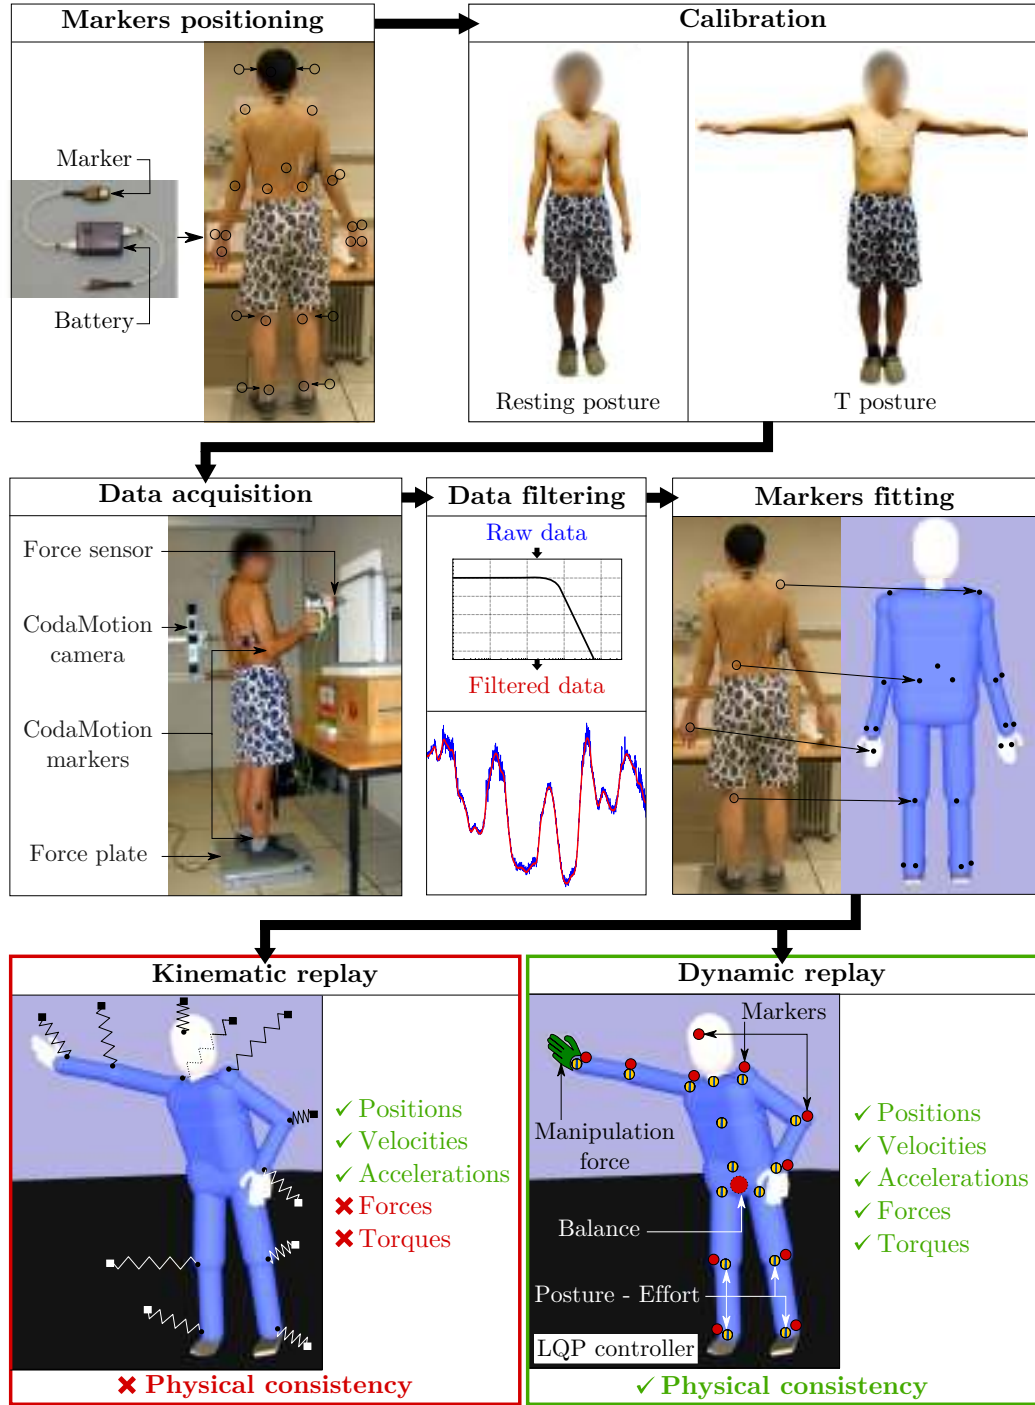 Markers positioning
Calibration
Marker
Battery
Resting posture
T posture
Data acquisition
Data filtering
Markers fitting
Force sensor
CodaMotion
camera
CodaMotion
markers
Force plate
Raw data
Filtered data
Kinematic replay
✓ Positions
✓ Velocities
✓ Accelerations
✖ Forces
✖ Torques
✖ Physical consistency
Dynamic replay
Markers
Manipulation
force
Balance
Posture - Effort
LQP controller
✓ Positions
✓ Velocities
✓ Accelerations
✓ Forces
✓ Torques
✓ Physical consistency